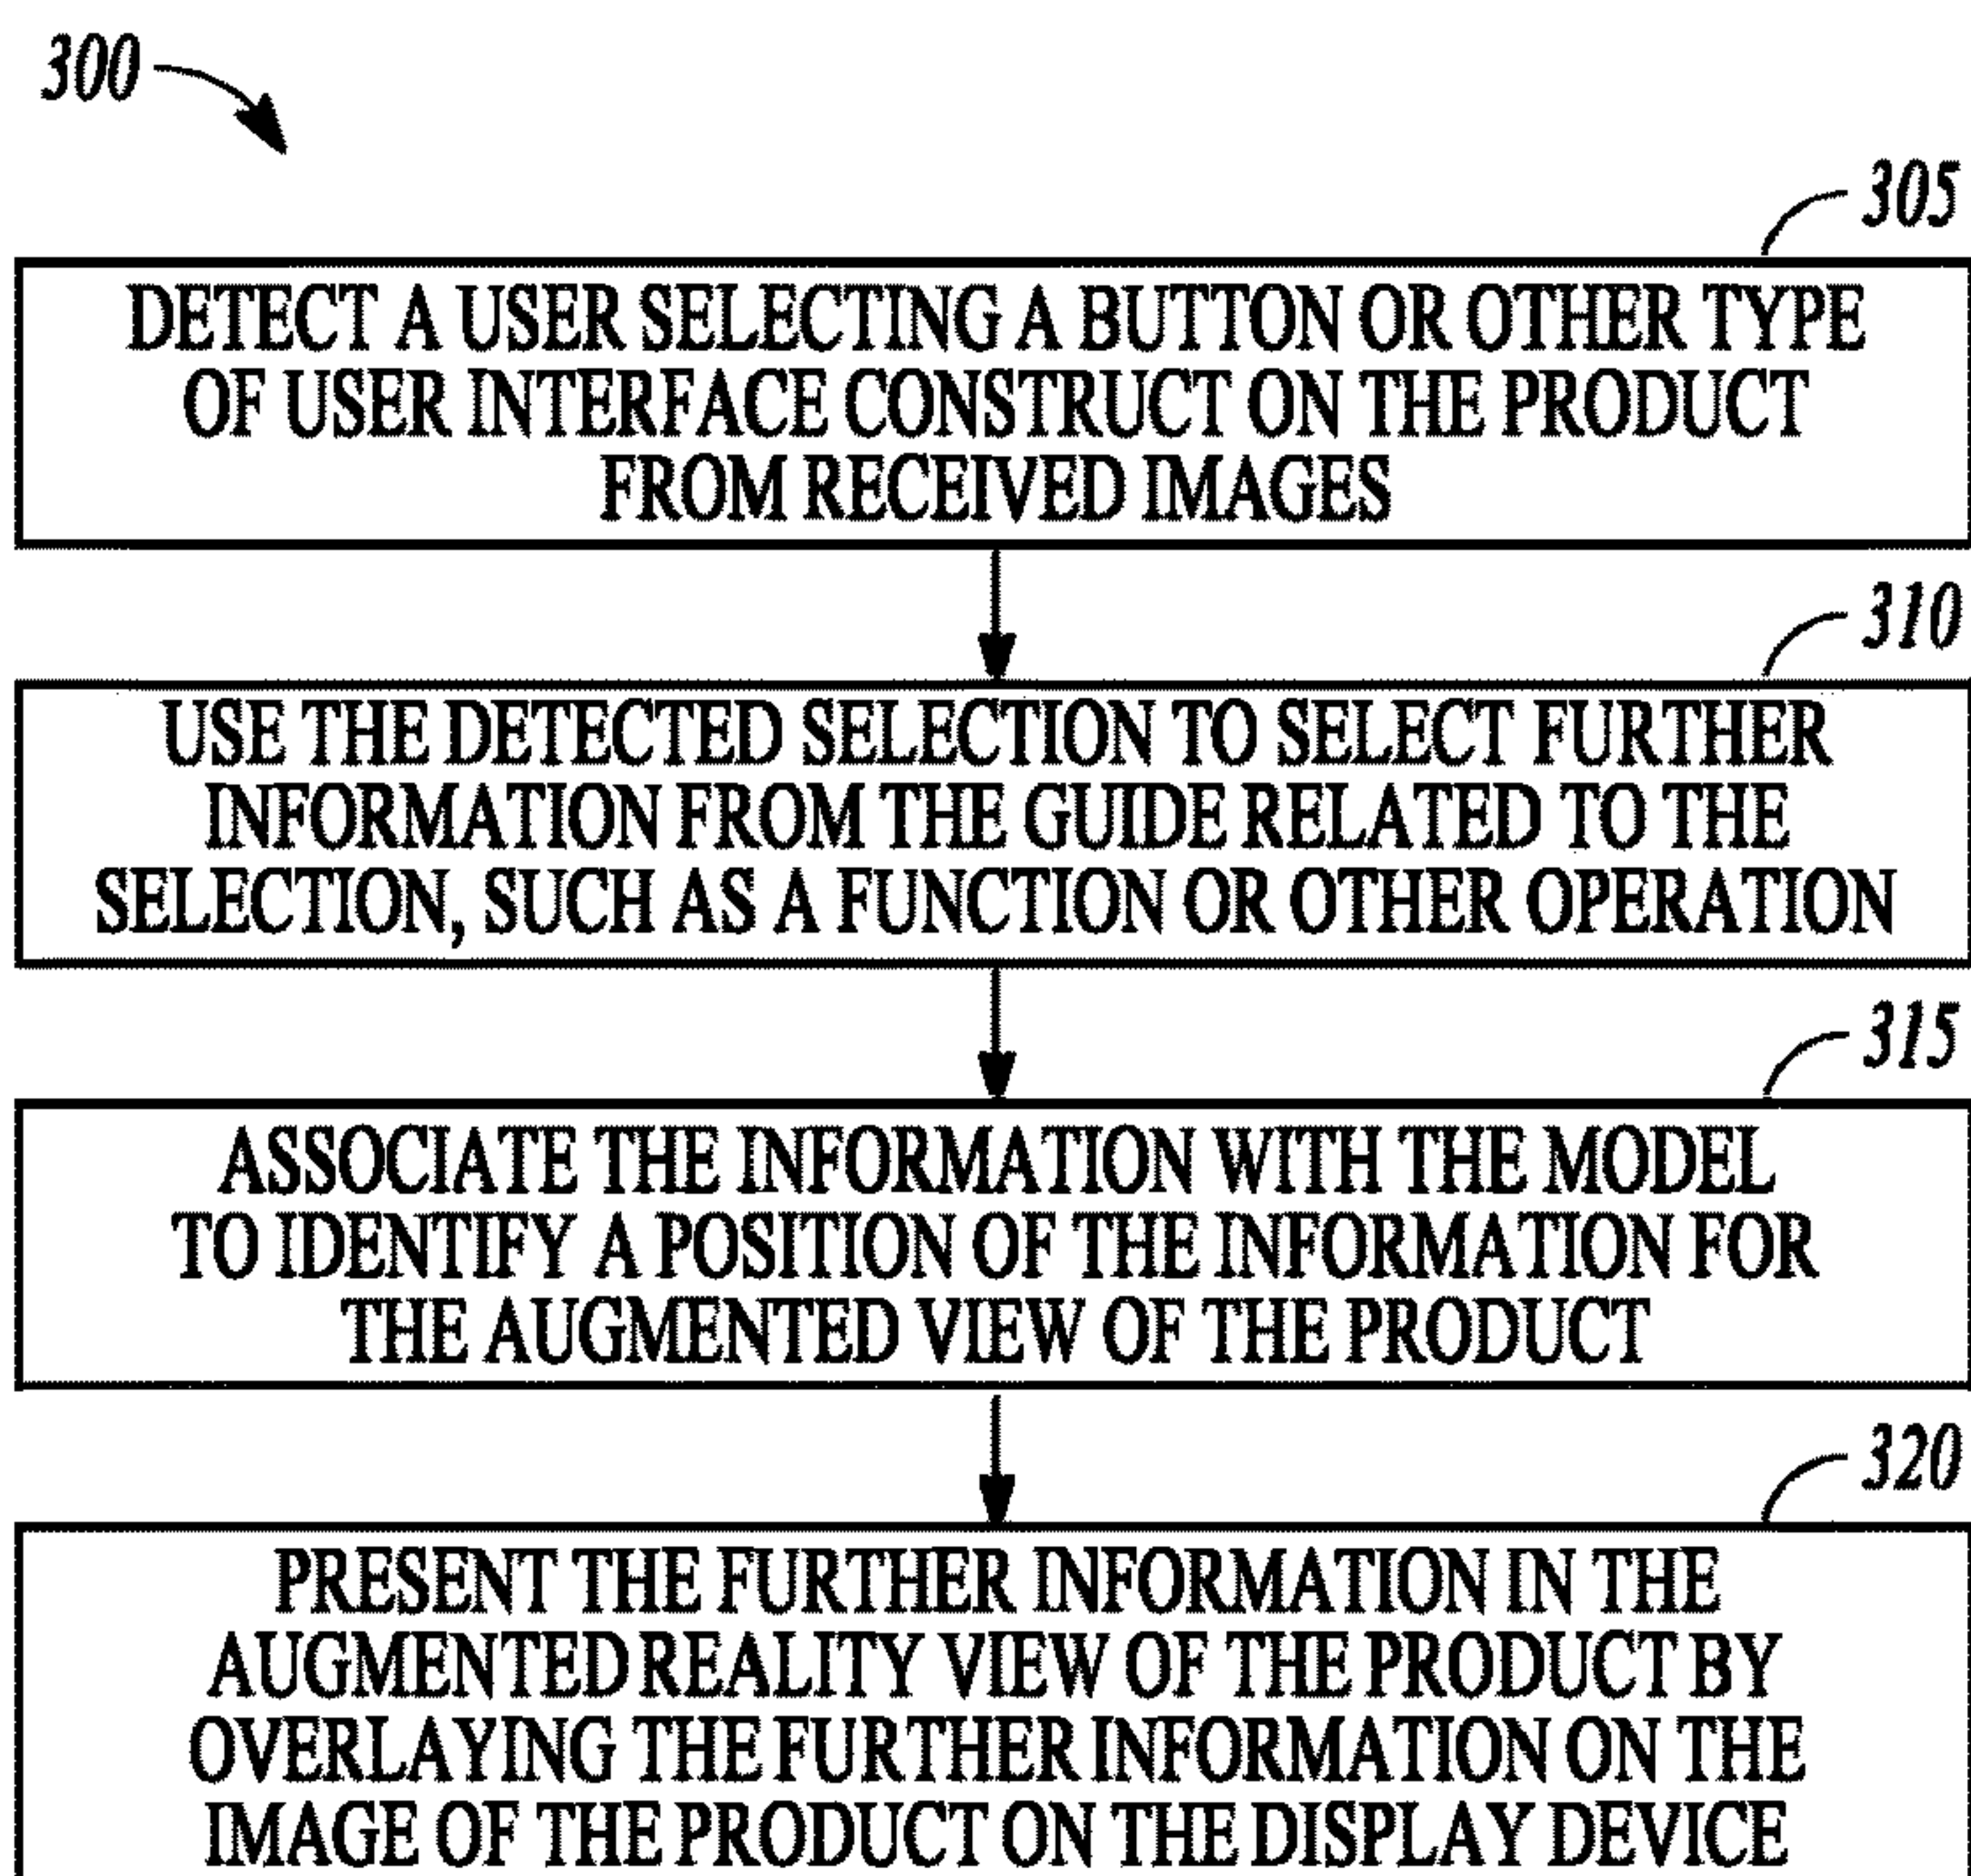 300
305
DETECT A USER SELECTING A BUTTON OR OTHER TYPE
OF USER INTERFACE CONSTRUCT ON THE PRODUCT
FROM RECEIVED IMAGES
310
USE THE DETECTED SELECTION TO SELECT FURTHER
INFORMATION FROM THE GUIDE RELATED TO THE
SELECTION, SUCH AS A FUNCTION OR OTHER OPERATION
315
ASSOCIATE THE INFORMATION WITH THE MODEL
TO IDENTIFY A POSITION OF THE INFORMATION FOR
THE AUGMENTED VIEW OF THE PRODUCT
320
PRESENT THE FURTHER INFORMATION IN THE
AUGMENTED REALITY VIEW OF THE PRODUCT BY
OVERLAYING THE FURTHER INFORMATION ON THE
IMAGE OF THE PRODUCT ON THE DISPLAY DEVICE